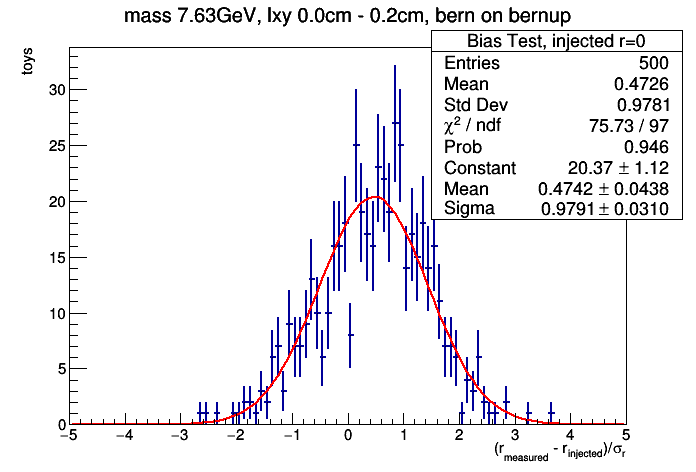 mass 7.63GeV, lxy 0.0cm - 0.2cm, bern on bernup
Bias Test, injected r=0
Entries 500
Mean 0.4726
Std Dev 0.9781
χ² / ndf 75.73 / 97
Prob 0.946
Constant 20.37 ± 1.12
Mean 0.4742 ± 0.0438
Sigma 0.9791 ± 0.0310
toys
30
25
20
15
10
5
0
−5 −4 −3 −2 −1 0 1 2 3 4 5
(r_measured - r_injected)/σ_r